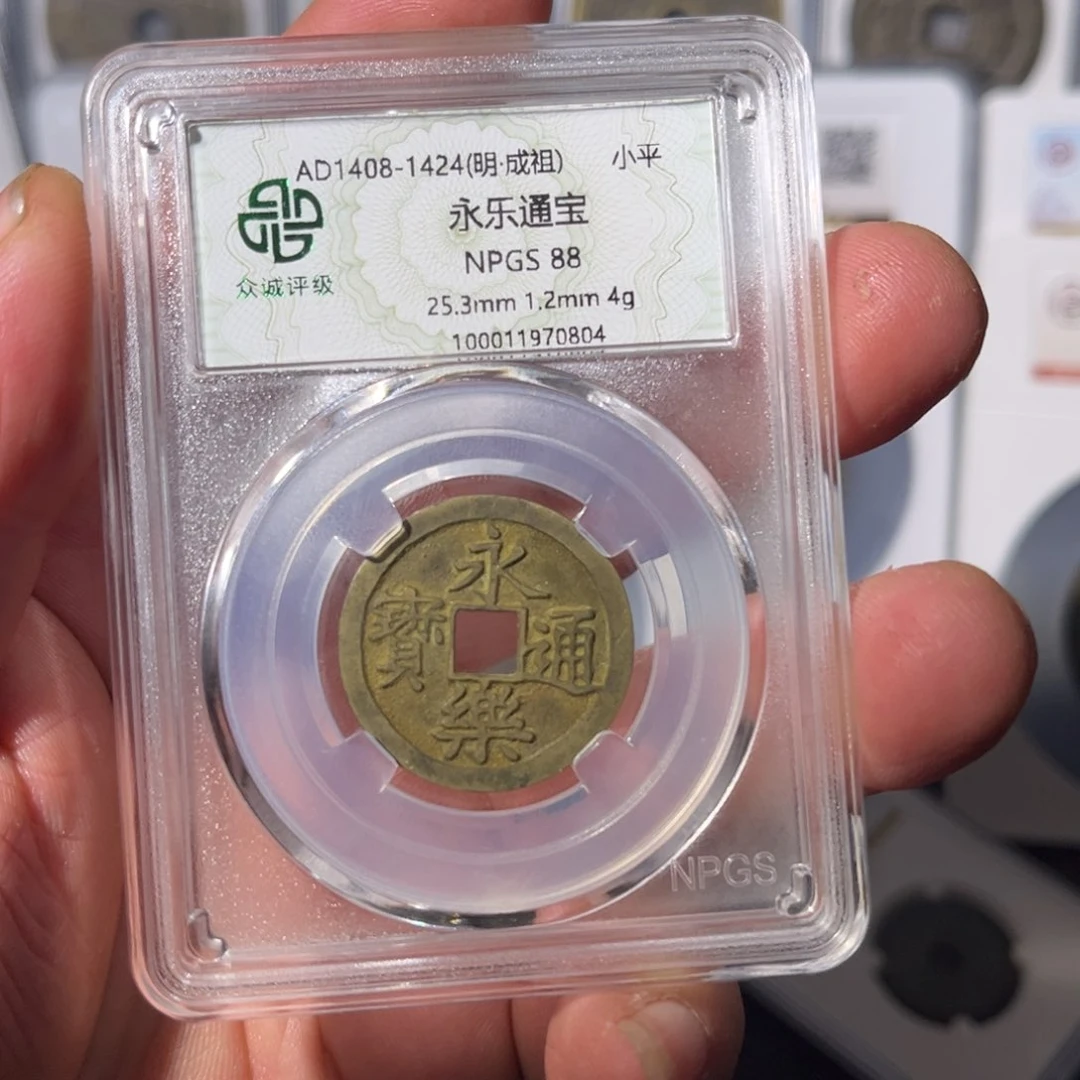 AD1408-1424(明·成祖) 小平
永乐通宝
NPGS 88
众诚评级
25.3mm 1.2mm 4g
100011970804
永樂通寶
NPGS